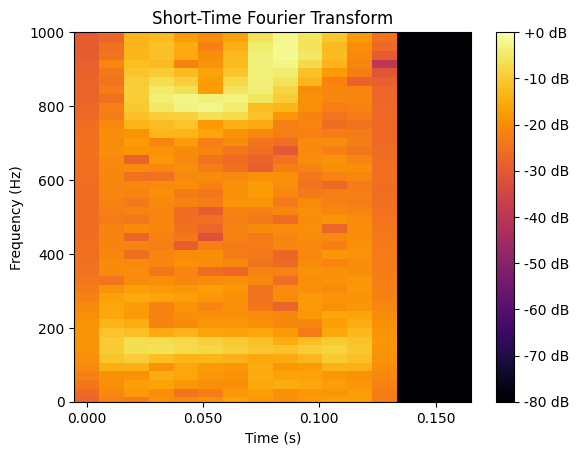 Short-Time Fourier Transform
Frequency (Hz)
1000
800
600
400
200
0
0.000
0.050
0.100
0.150
Time (s)
+0 dB
-10 dB
-20 dB
-30 dB
-40 dB
-50 dB
-60 dB
-70 dB
-80 dB